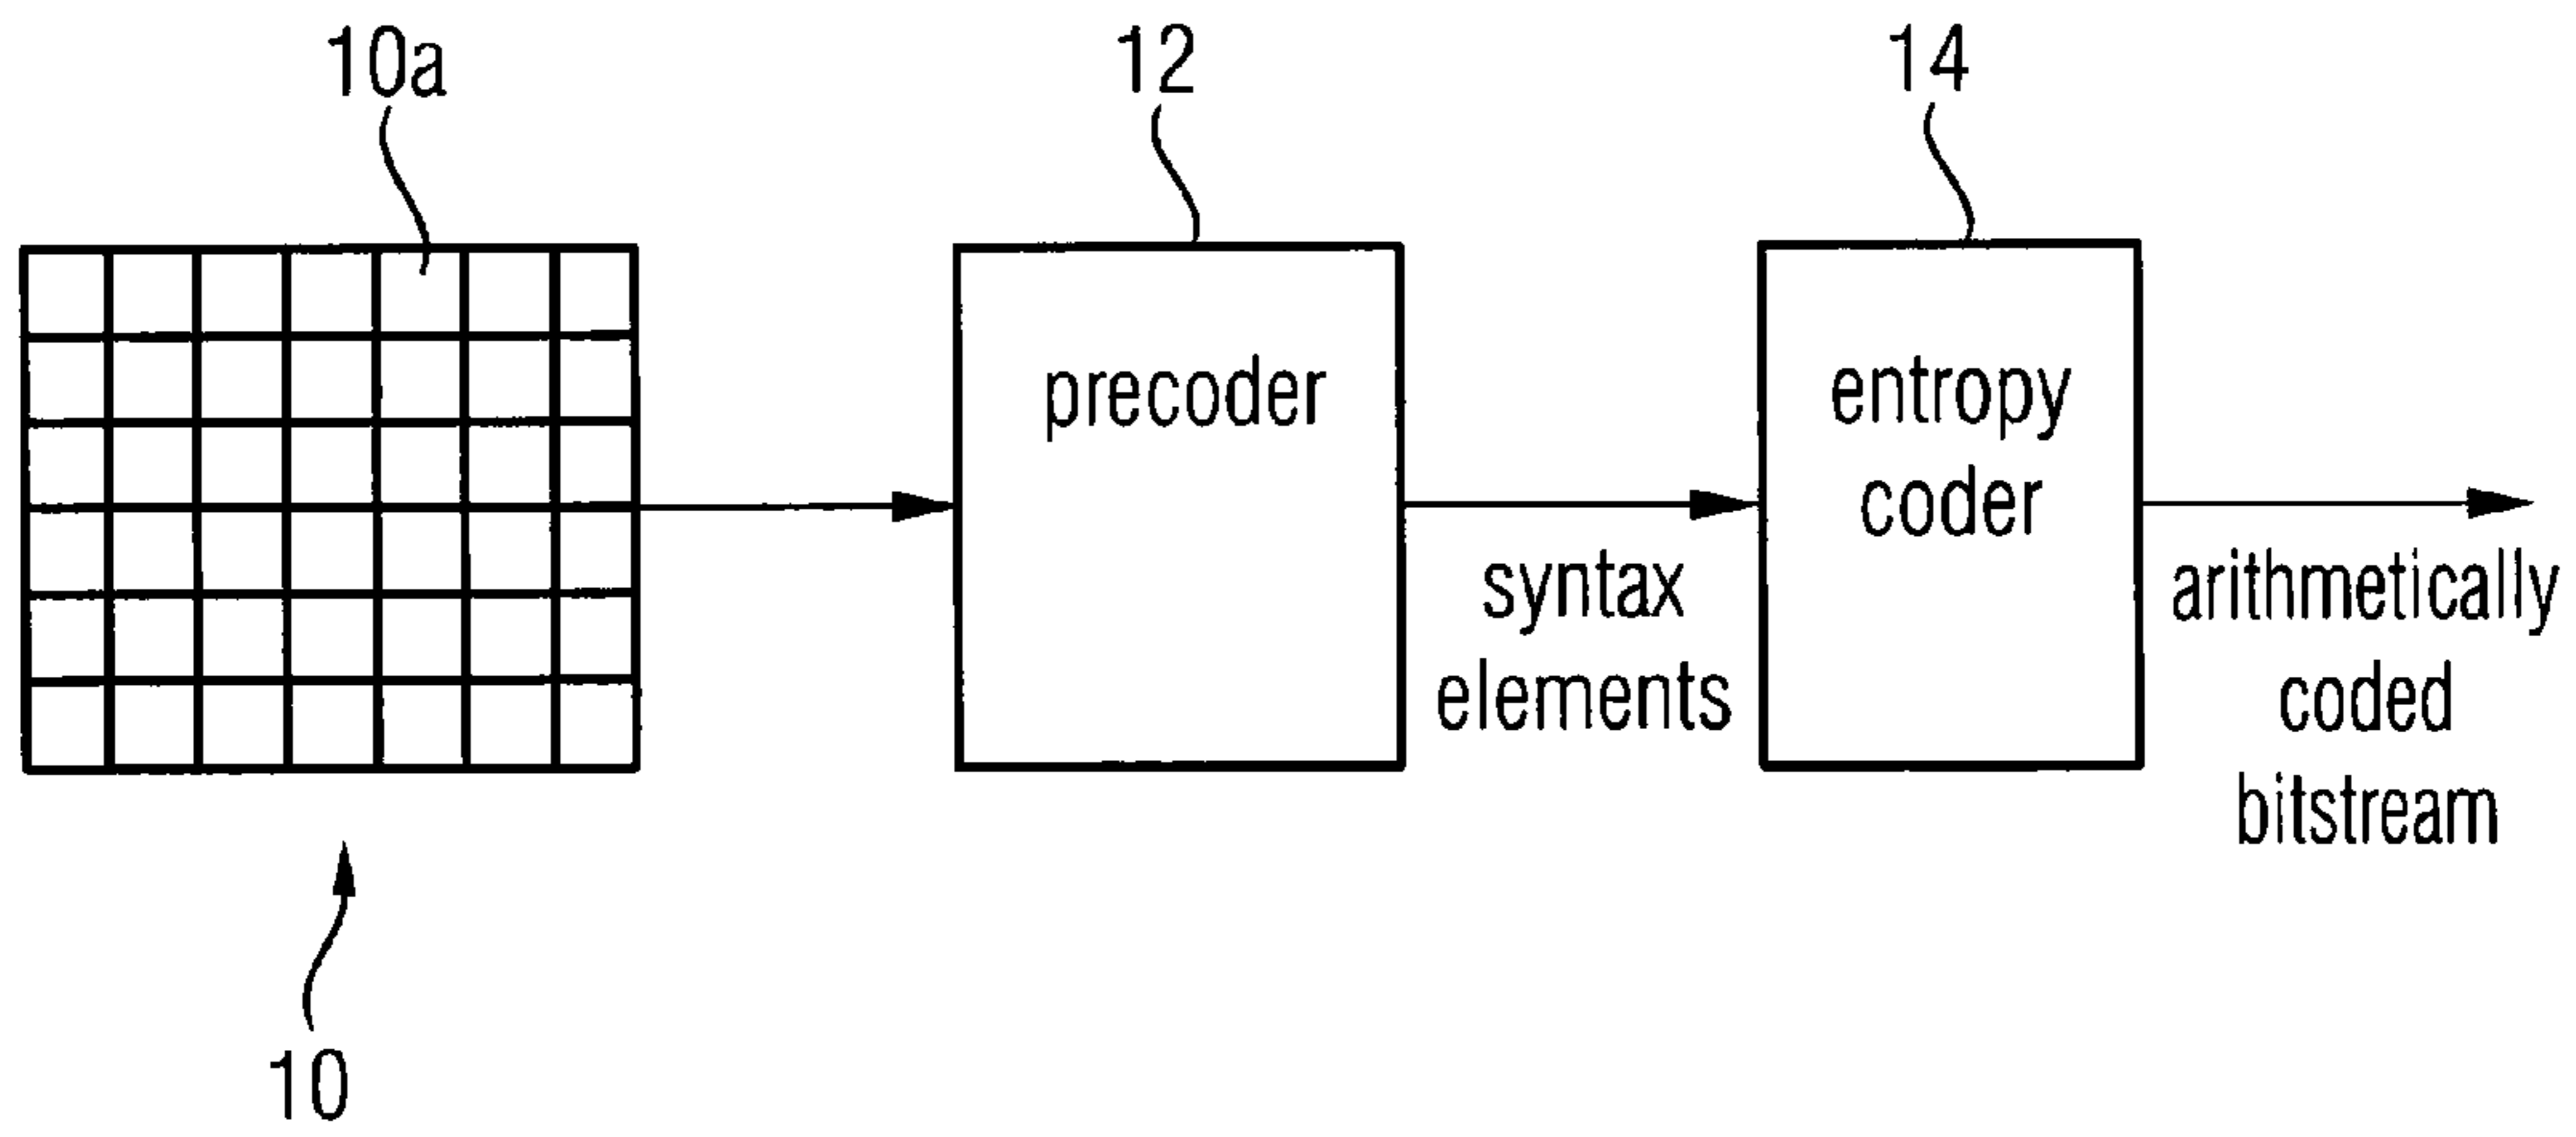 10a
12
14
precoder
entropy
coder
syntax
elements
arithmetically
coded
bitstream
10